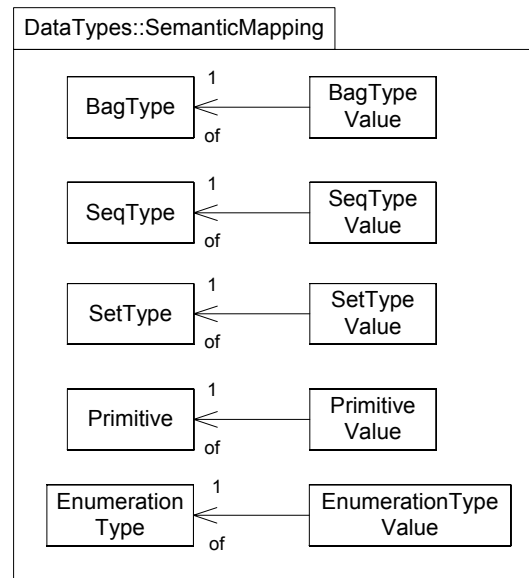 DataTypes::SemanticMapping
1
BagType
BagType
Value
of
1
SeqType
SeqType
Value
of
1
SetType
SetType
Value
of
1
Primitive
Primitive
Value
of
1
Enumeration
Type
EnumerationType
Value
of